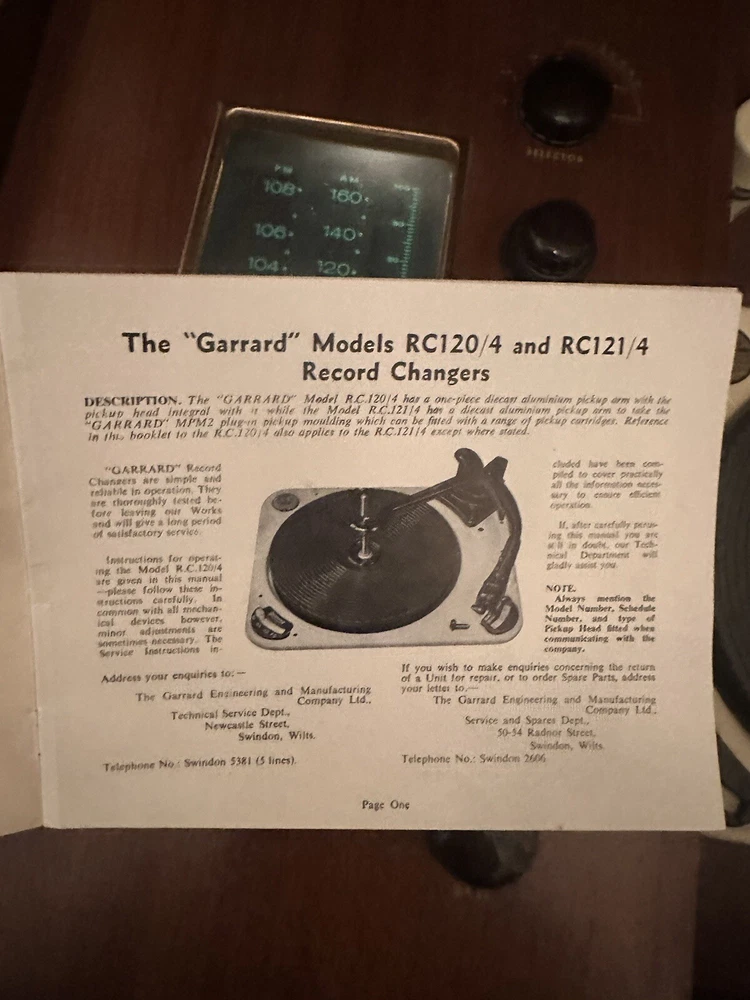 SELECTOR
FM AM
108 160
106 140
104 120
The "Garrard" Models RC120/4 and RC121/4
Record Changers
DESCRIPTION. The "GARRARD" Model R.C.120/4 has a one-piece diecast aluminium pickup arm with the
pickup head integral with it while the Model R.C.121/4 has a diecast aluminium pickup arm to take the
"GARRARD" MPM2 plug-in pickup moulding which can be fitted with a range of pickup cartridges. Reference
in this booklet to the R.C.120/4 also applies to the R.C.121/4 except where stated.
"GARRARD" Record
Changers are simple and
reliable in operation. They
are thoroughly tested be-
fore leaving our Works
and will give a long period
of satisfactory service.
Instructions for operat-
ing the Model R.C.120/4
are given in this manual
—please follow these in-
structions carefully. In
common with all mechan-
ical devices however,
minor adjustments are
sometimes necessary. The
Service Instructions in-
cluded have been com-
piled to cover practically
all the information neces-
sary to ensure efficient
operation.
If, after carefully perus-
ing this manual you are
still in doubt, our Tech-
nical Department will
gladly assist you.
NOTE.
Always mention the
Model Number, Schedule
Number, and type of
Pickup Head fitted when
communicating with the
company.
Address your enquiries to:—
The Garrard Engineering and Manufacturing
Company Ltd.,
Technical Service Dept.,
Newcastle Street,
Swindon, Wilts.
Telephone No.: Swindon 5381 (5 lines).
If you wish to make enquiries concerning the return
of a Unit for repair, or to order Spare Parts, address
your letter to:—
The Garrard Engineering and Manufacturing
Company Ltd.,
Service and Spares Dept.,
50-54 Radnor Street,
Swindon, Wilts.
Telephone No.: Swindon 2606
Page One